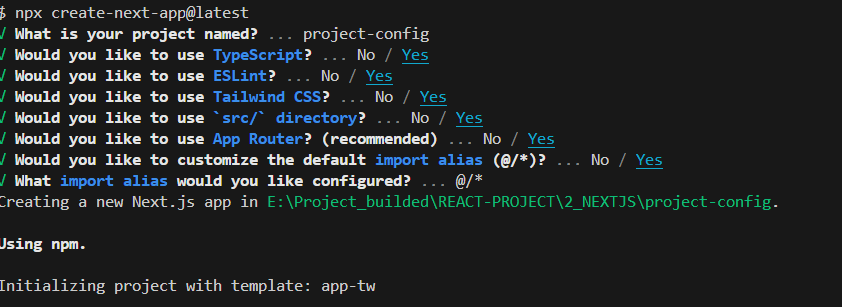 $ npx create-next-app@latest
√ What is your project named? ... project-config
√ Would you like to use TypeScript? ... No / Yes
√ Would you like to use ESLint? ... No / Yes
√ Would you like to use Tailwind CSS? ... No / Yes
√ Would you like to use `src/` directory? ... No / Yes
√ Would you like to use App Router? (recommended) ... No / Yes
√ Would you like to customize the default import alias (@/*)? ... No / Yes
√ What import alias would you like configured? ... @/*
Creating a new Next.js app in E:\Project_builded\REACT-PROJECT\2_NEXTJS\project-config.
Using npm.
Initializing project with template: app-tw